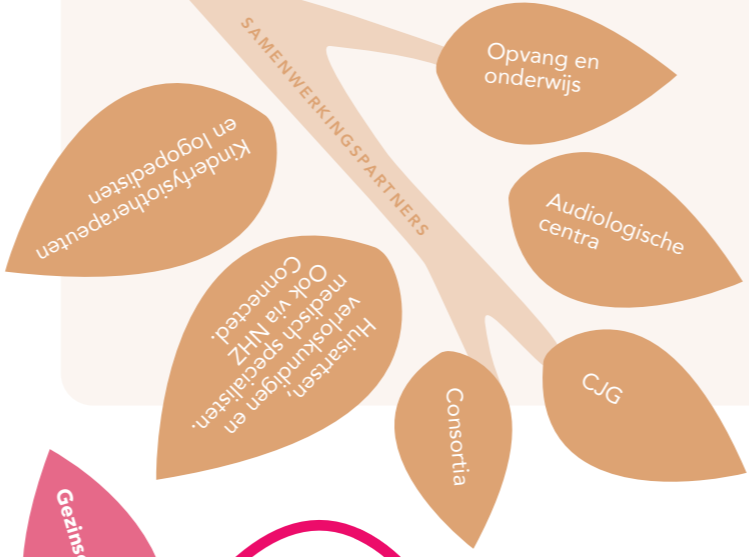 SAMENWERKINGSPARTNERS
Opvang en
onderwijs
Kinderfysiotherapeuten
en logopedisten
Audiologische
centra
Huisartsen,
verloskundigen en
medisch specialisten.
Ook via NHZ
Connected.
CJG
Consortia